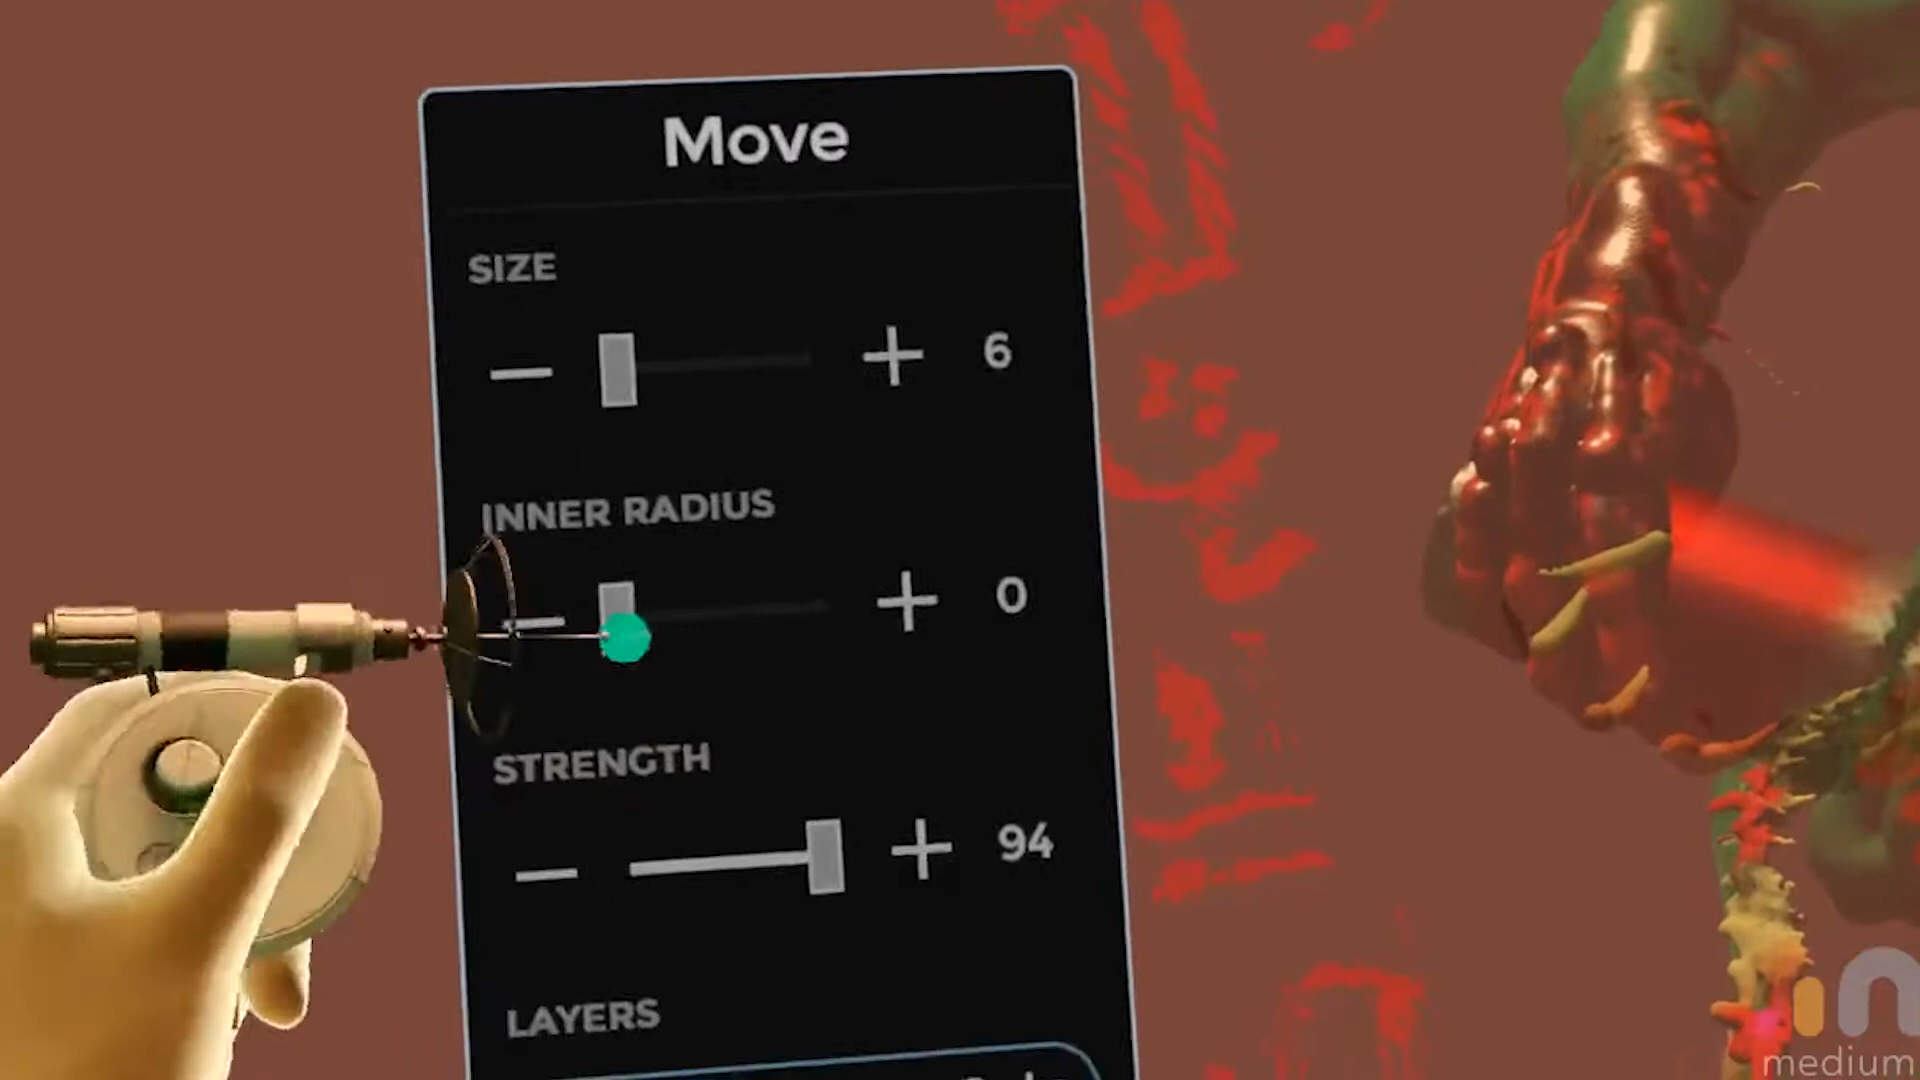 Move
SIZE
6
INNER RADIUS
0
STRENGTH
94
LAYERS
medium